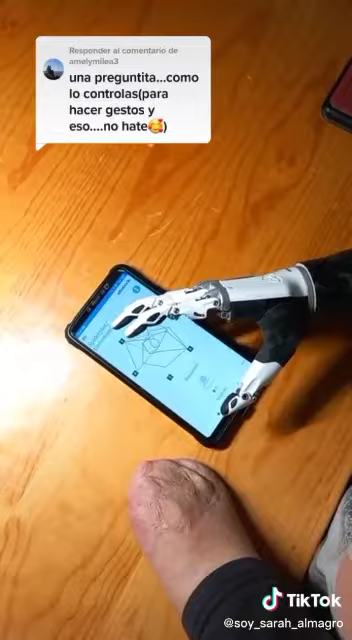 Responder al comentario de
amelymilea3
una preguntita...como
lo controlas(para
hacer gestos y
eso....no hate🥰)
TikTok
@soy_sarah_almagro